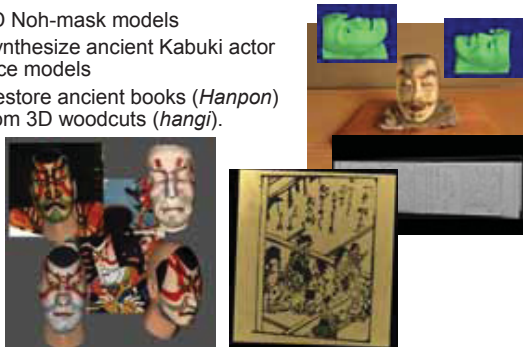 D Noh-mask models
ynthesize ancient Kabuki actor
ce models
estore ancient books (Hanpon)
om 3D woodcuts (hangi).